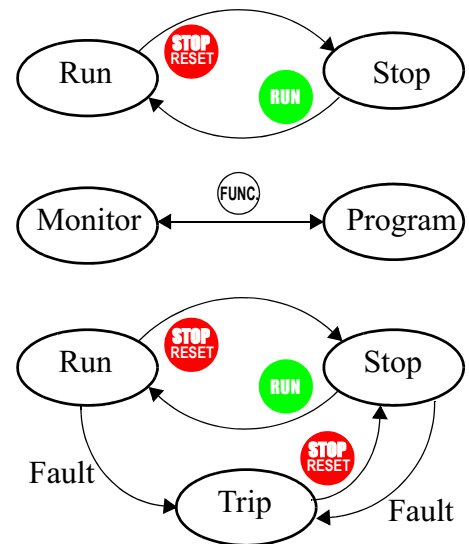 STOP
RESET
Run
Stop
RUN
FUNC.
Monitor
Program
STOP
RESET
Run
Stop
RUN
STOP
RESET
Fault
Trip
Fault